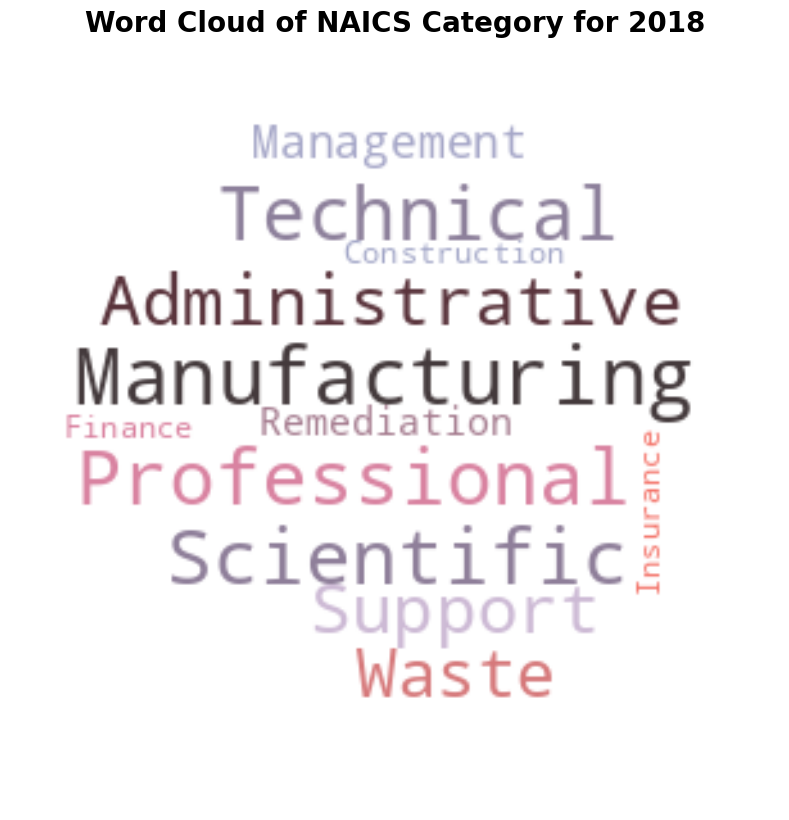 Word Cloud of NAICS Category for 2018
Management
Technical
Construction
Administrative
Manufacturing
Finance
Remediation
Professional
Insurance
Scientific
Support
Waste